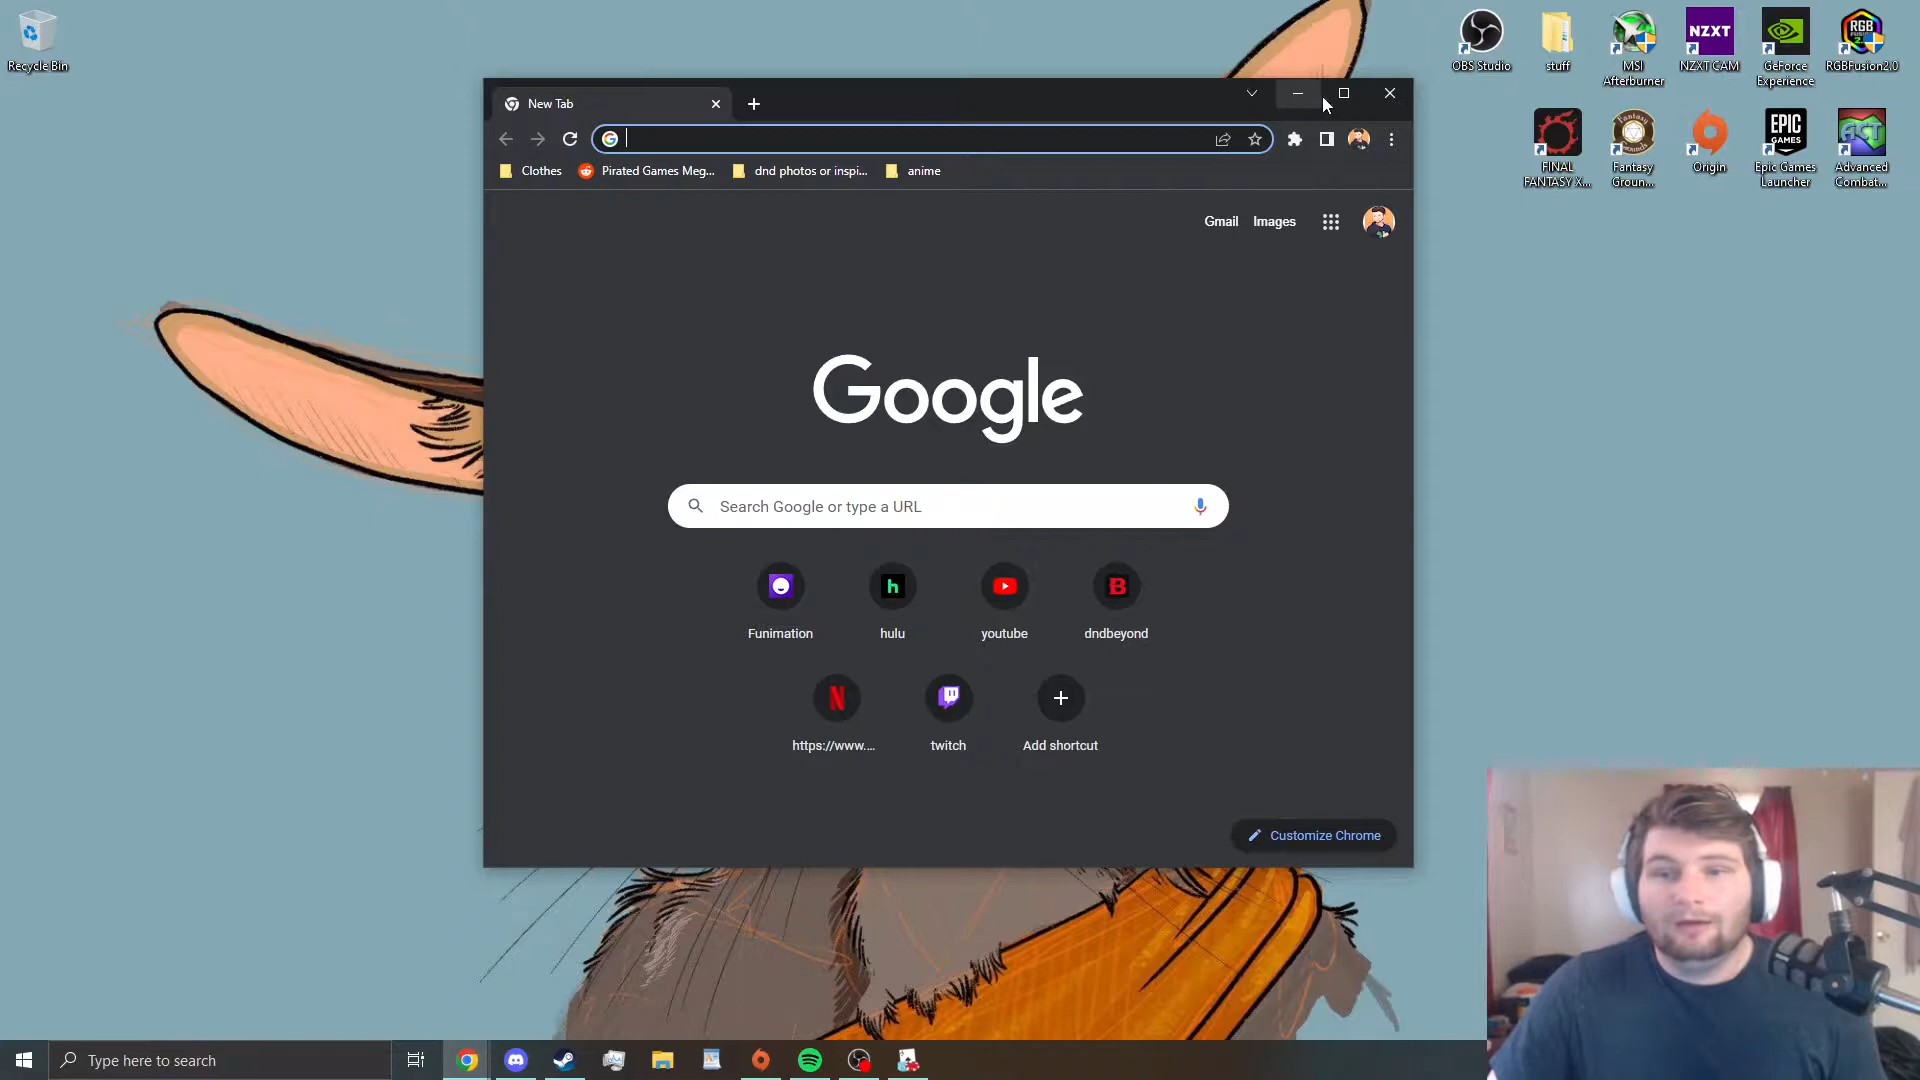 Recycle Bin
OBS Studio
stuff
MSI
Afterburner
NZXT
NZXT CAM
GeForce
Experience
RGB
RGBFusion2.0
FINAL
FANTASY X...
Fantasy
Groun...
Origin
EPIC
GAMES
Epic Games
Launcher
ACT
Advanced
Combat...
New Tab
Clothes
Pirated Games Meg...
dnd photos or inspi...
anime
Gmail
Images
Google
Search Google or type a URL
Funimation
hulu
youtube
dndbeyond
https://www....
twitch
Add shortcut
Customize Chrome
Type here to search